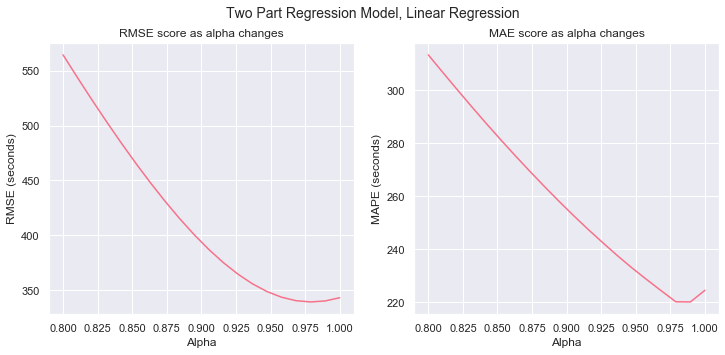 Two Part Regression Model, Linear Regression
RMSE score as alpha changes
RMSE (seconds)
550
500
450
400
350
0.800 0.825 0.850 0.875 0.900 0.925 0.950 0.975 1.000
Alpha
MAE score as alpha changes
MAPE (seconds)
300
280
260
240
220
0.800 0.825 0.850 0.875 0.900 0.925 0.950 0.975 1.000
Alpha